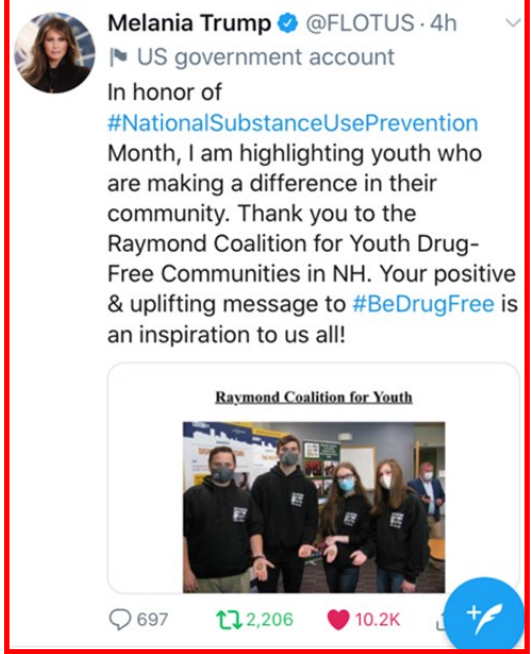 Melania Trump @FLOTUS · 4h
US government account
In honor of
#NationalSubstanceUsePrevention
Month, I am highlighting youth who
are making a difference in their
community. Thank you to the
Raymond Coalition for Youth Drug-
Free Communities in NH. Your positive
& uplifting message to #BeDrugFree is
an inspiration to us all!
Raymond Coalition for Youth
697 2,206 10.2K